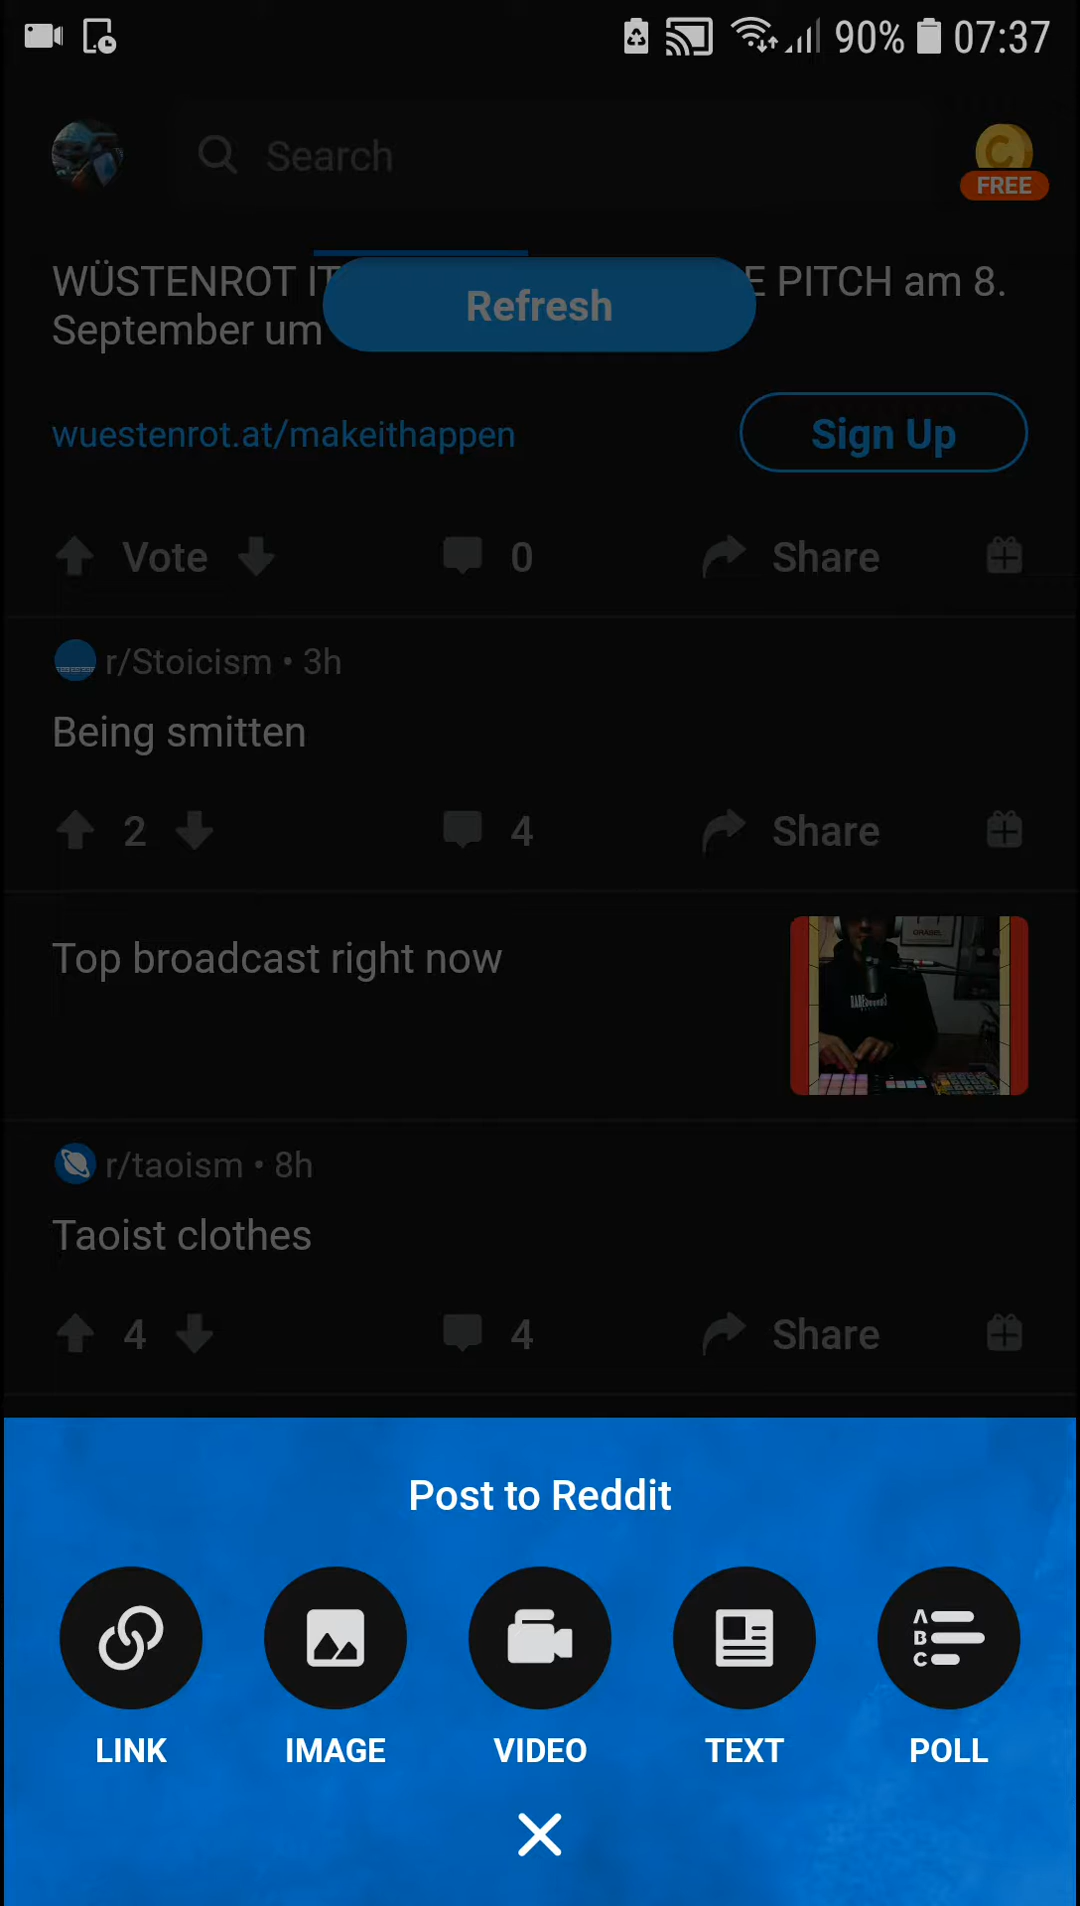 90% 07:37
Search
C
FREE
WÜSTENROT IT
E PITCH am 8.
September um
Refresh
wuestenrot.at/makeithappen
Sign Up
Vote
0
Share
r/Stoicism • 3h
Being smitten
2
4
Share
Top broadcast right now
r/taoism • 8h
Taoist clothes
4
4
Share
Post to Reddit
A
B
C
LINK
IMAGE
VIDEO
TEXT
POLL